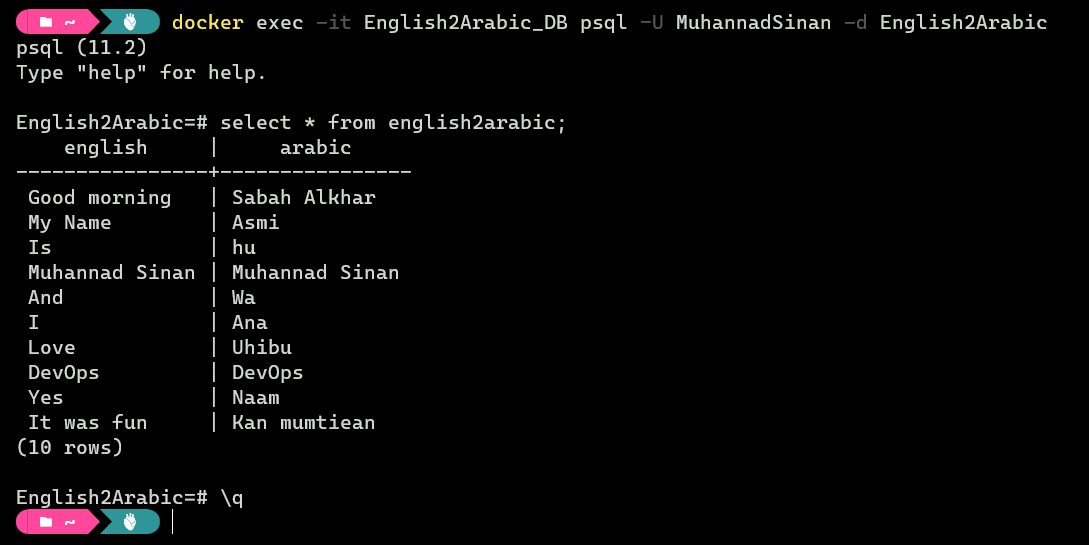 ~ docker exec -it English2Arabic_DB psql -U MuhannadSinan -d English2Arabic
psql (11.2)
Type "help" for help.
English2Arabic=# select * from english2arabic;
    english     |     arabic
----------------+----------------
 Good morning   | Sabah Alkhar
 My Name        | Asmi
 Is             | hu
 Muhannad Sinan | Muhannad Sinan
 And            | Wa
 I              | Ana
 Love           | Uhibu
 DevOps         | DevOps
 Yes            | Naam
 It was fun     | Kan mumtiean
(10 rows)
English2Arabic=# \q
~